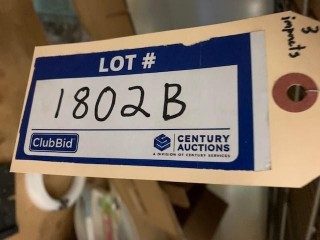 3
impacts
LOT #
1802B
ClubBid
CENTURY
AUCTIONS
A DIVISION OF CENTURY SERVICES